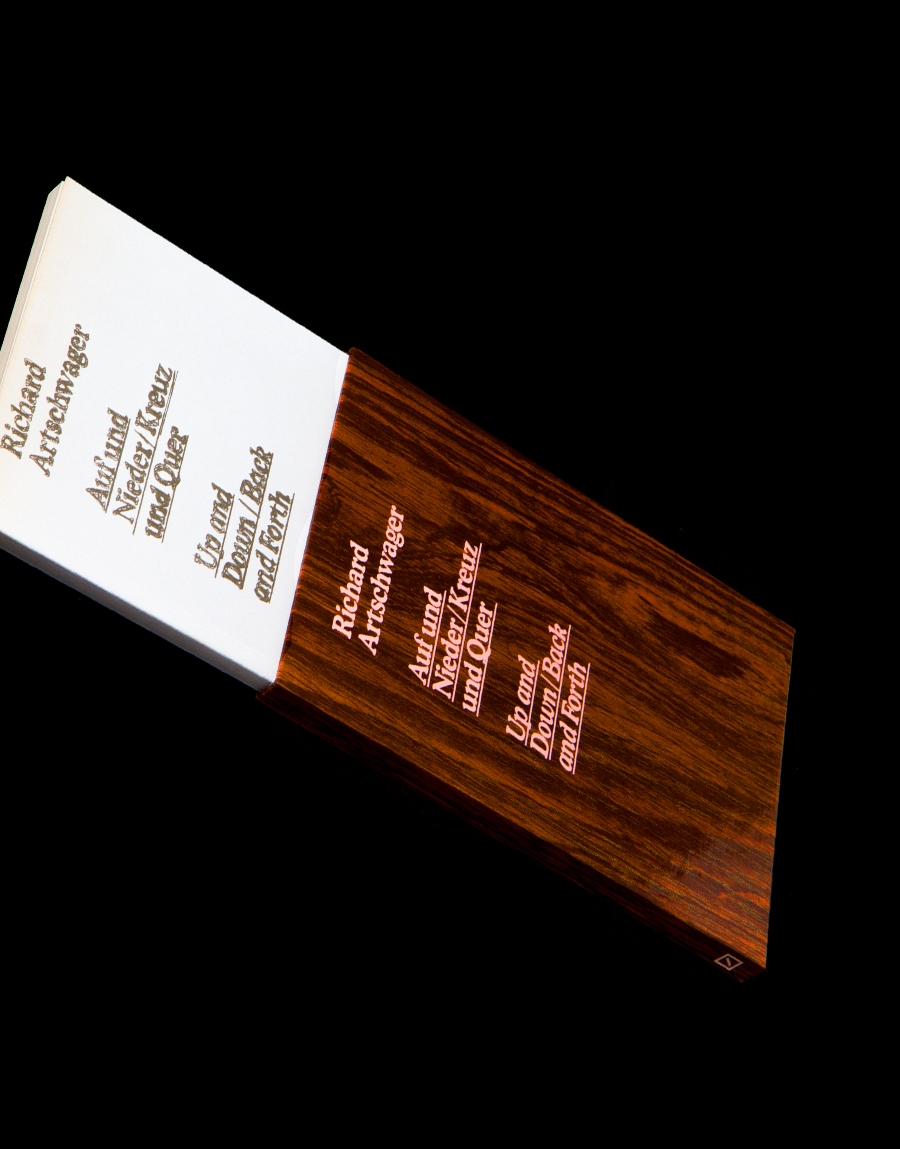 Richard
Artschwager
Auf und
Nieder/Kreuz
und Quer
Up and
Down/Back
and Forth
Richard
Artschwager
Auf und
Nieder/Kreuz
und Quer
Up and
Down/Back
and Forth